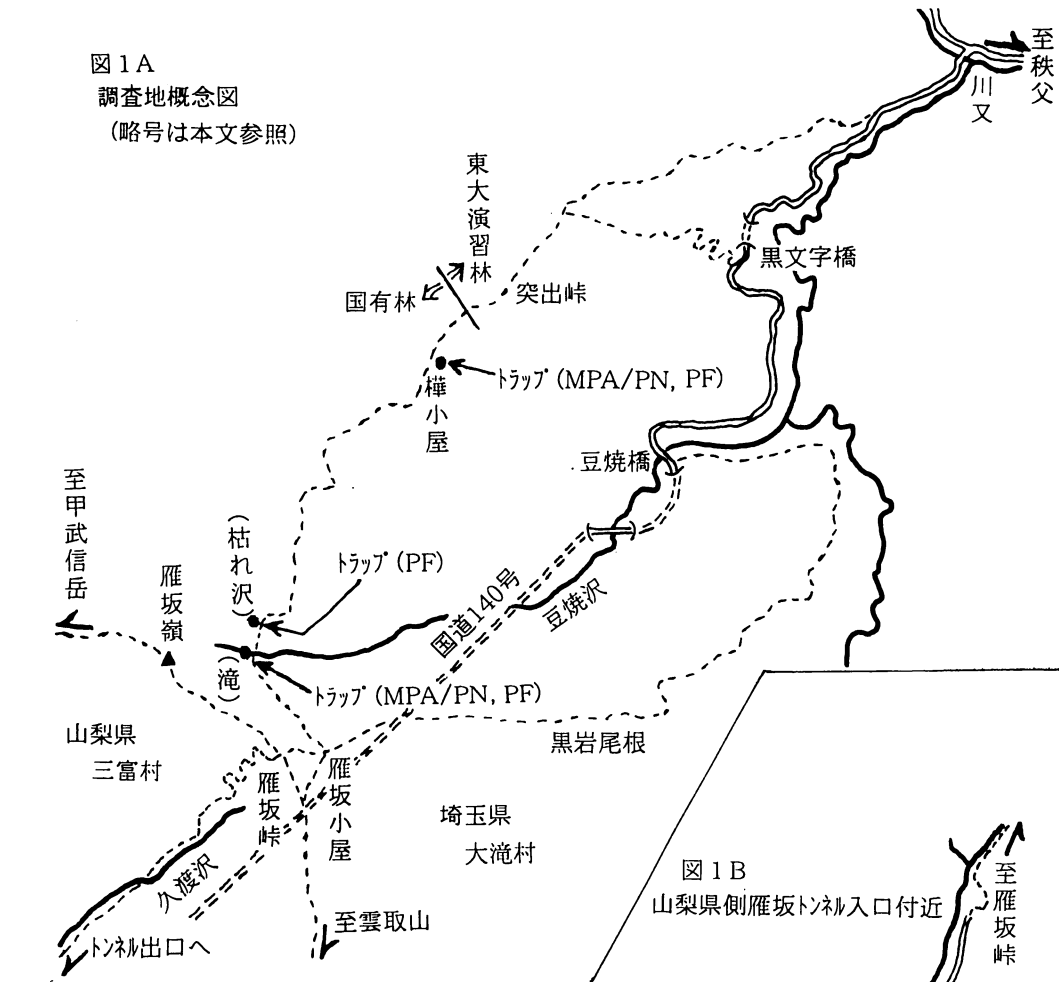 図1A
調査地概念図
(略号は本文参照)
至秩父
川又
東大演習林
国有林
突出峠
黒文字橋
ﾄﾗｯﾌﾟ(MPA/PN, PF)
樺小屋
豆焼橋
至甲武信岳
雁坂嶺
(枯れ沢)
ﾄﾗｯﾌﾟ(PF)
国道140号
豆焼沢
(滝)
ﾄﾗｯﾌﾟ(MPA/PN, PF)
山梨県
三富村
黒岩尾根
雁坂峠
雁坂小屋
埼玉県
大滝村
久渡沢
至雲取山
ﾄﾝﾈﾙ出口へ
図1B
山梨県側雁坂ﾄﾝﾈﾙ入口付近
至雁坂峠